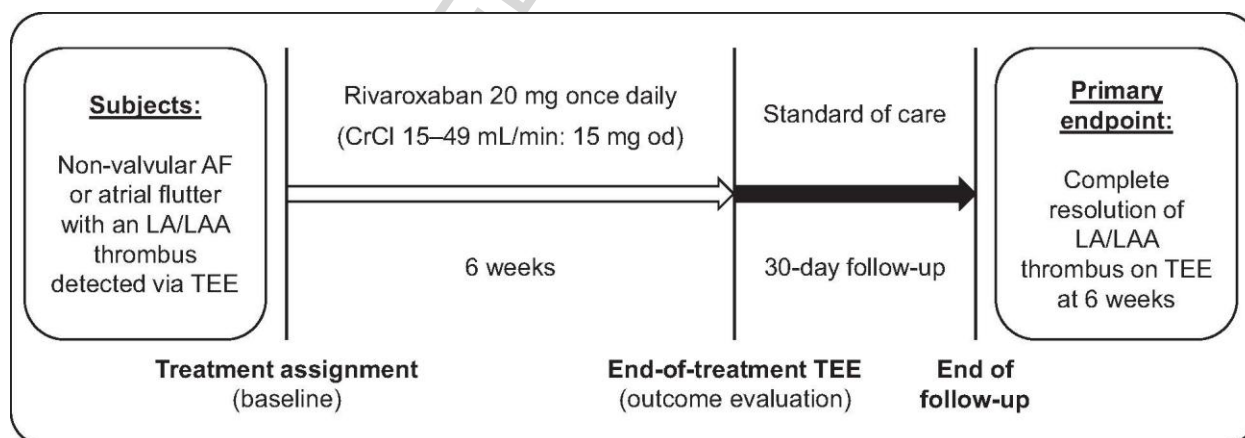 Subjects:
Non-valvular AF
or atrial flutter
with an LA/LAA
thrombus
detected via TEE
Rivaroxaban 20 mg once daily
(CrCl 15–49 mL/min: 15 mg od)
6 weeks
Standard of care
30-day follow-up
Primary
endpoint:
Complete
resolution of
LA/LAA
thrombus on TEE
at 6 weeks
Treatment assignment
(baseline)
End-of-treatment TEE
(outcome evaluation)
End of
follow-up